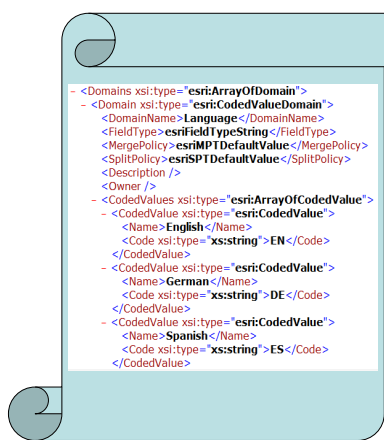 - <Domains xsi:type="esri:ArrayOfDomain">
- <Domain xsi:type="esri:CodedValueDomain">
<DomainName>Language</DomainName>
<FieldType>esriFieldTypeString</FieldType>
<MergePolicy>esriMPTDefaultValue</MergePolicy>
<SplitPolicy>esriSPTDefaultValue</SplitPolicy>
<Description />
<Owner />
- <CodedValues xsi:type="esri:ArrayOfCodedValue">
- <CodedValue xsi:type="esri:CodedValue">
<Name>English</Name>
<Code xsi:type="xs:string">EN</Code>
</CodedValue>
- <CodedValue xsi:type="esri:CodedValue">
<Name>German</Name>
<Code xsi:type="xs:string">DE</Code>
</CodedValue>
- <CodedValue xsi:type="esri:CodedValue">
<Name>Spanish</Name>
<Code xsi:type="xs:string">ES</Code>
</CodedValue>